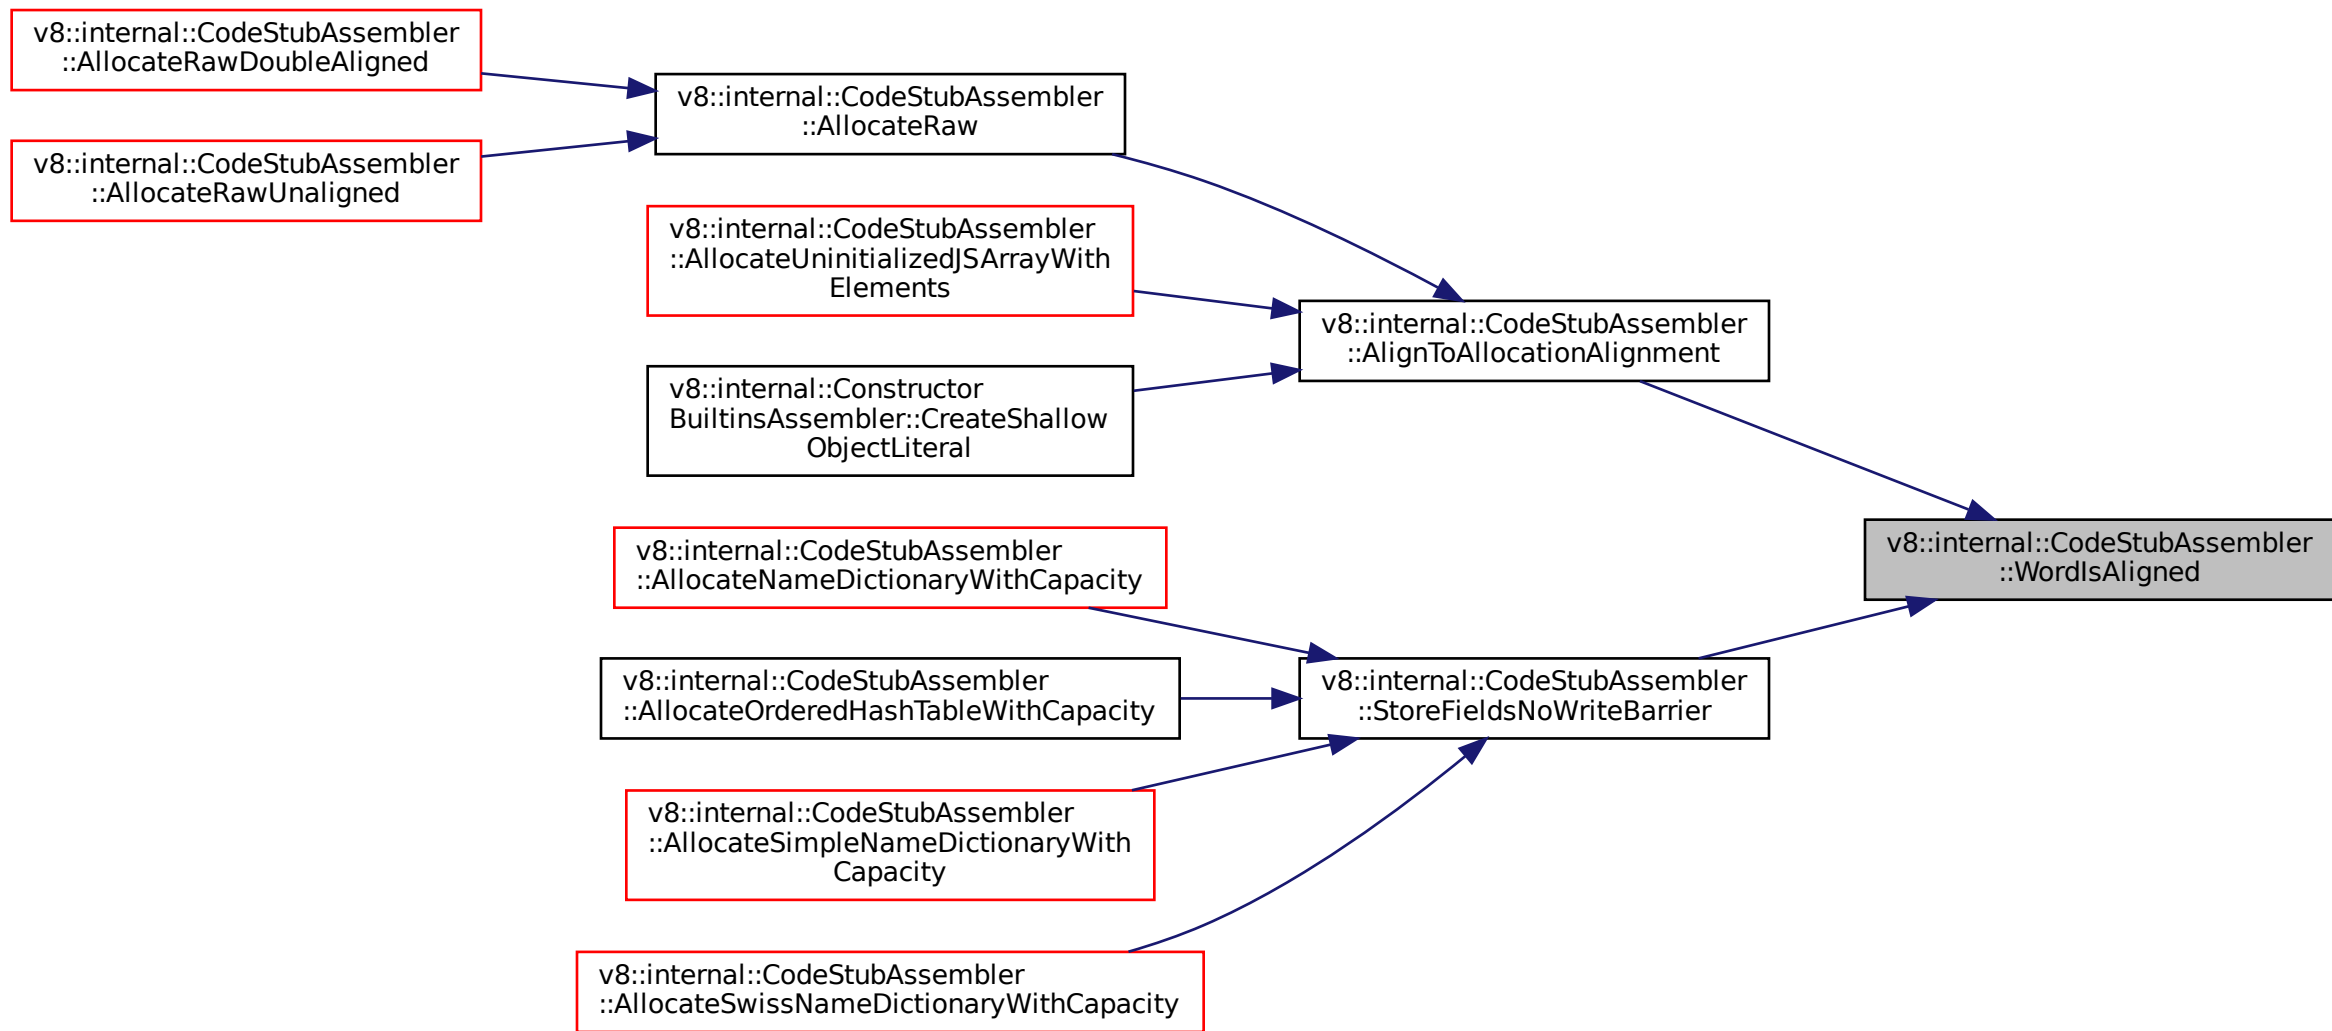 v8::internal::CodeStubAssembler
::AllocateRawDoubleAligned
v8::internal::CodeStubAssembler
::AllocateRawUnaligned
v8::internal::CodeStubAssembler
::AllocateRaw
v8::internal::CodeStubAssembler
::AllocateUninitializedJSArrayWith
Elements
v8::internal::Constructor
BuiltinsAssembler::CreateShallow
ObjectLiteral
v8::internal::CodeStubAssembler
::AlignToAllocationAlignment
v8::internal::CodeStubAssembler
::AllocateNameDictionaryWithCapacity
v8::internal::CodeStubAssembler
::AllocateOrderedHashTableWithCapacity
v8::internal::CodeStubAssembler
::AllocateSimpleNameDictionaryWith
Capacity
v8::internal::CodeStubAssembler
::AllocateSwissNameDictionaryWithCapacity
v8::internal::CodeStubAssembler
::StoreFieldsNoWriteBarrier
v8::internal::CodeStubAssembler
::WordIsAligned